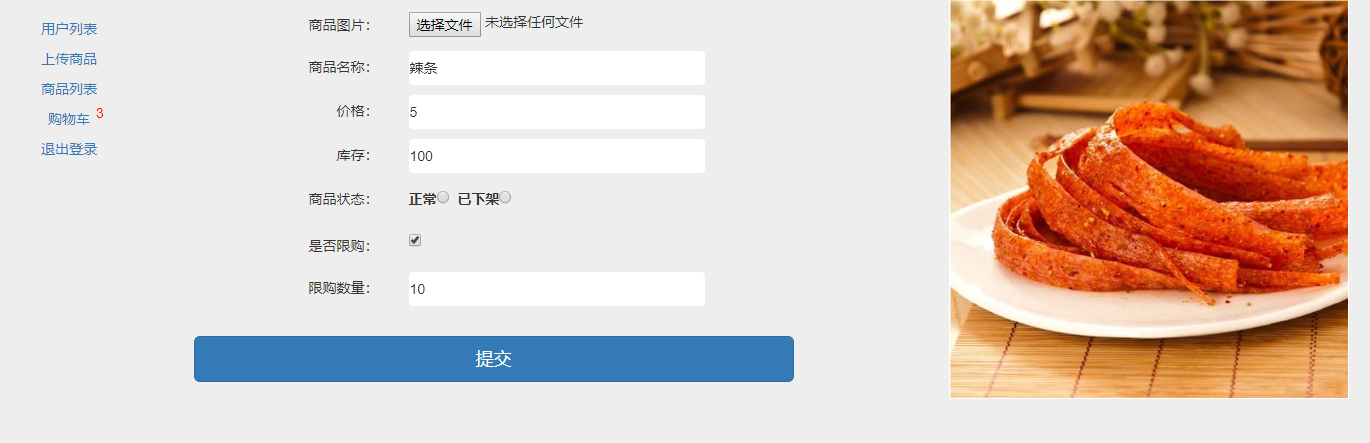 用户列表
上传商品
商品列表
购物车 3
退出登录
商品图片： 选择文件 未选择任何文件
商品名称： 辣条
价格： 5
库存： 100
商品状态： 正常 已下架
是否限购：
限购数量： 10
提交